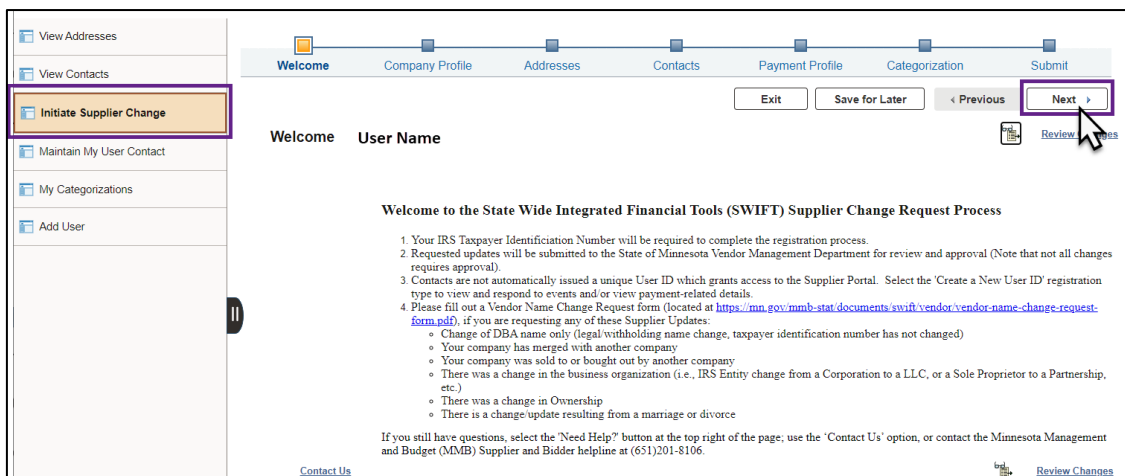 View Addresses
View Contacts
Initiate Supplier Change
Maintain My User Contact
My Categorizations
Add User
Welcome
Company Profile
Addresses
Contacts
Payment Profile
Categorization
Submit
Exit
Save for Later
Previous
Next
Welcome User Name
Review Changes
Welcome to the State Wide Integrated Financial Tools (SWIFT) Supplier Change Request Process
1. Your IRS Taxpayer Identificiation Number will be required to complete the registration process.
2. Requested updates will be submitted to the State of Minnesota Vendor Management Department for review and approval (Note that not all changes
requires approval).
3. Contacts are not automatically issued a unique User ID which grants access to the Supplier Portal. Select the 'Create a New User ID' registration
type to view and respond to events and/or view payment-related details.
4. Please fill out a Vendor Name Change Request form (located at https://mn.gov/mmb-stat/documents/swift/vendor/vendor-name-change-request-
form.pdf), if you are requesting any of these Supplier Updates:
Change of DBA name only (legal/withholding name change, taxpayer identification number has not changed)
Your company has merged with another company
Your company was sold to or bought out by another company
There was a change in the business organization (i.e., IRS Entity change from a Corporation to a LLC, or a Sole Proprietor to a Partnership,
etc.)
There was a change in Ownership
There is a change/update resulting from a marriage or divorce
If you still have questions, select the 'Need Help?' button at the top right of the page; use the 'Contact Us' option, or contact the Minnesota Management
and Budget (MMB) Supplier and Bidder helpline at (651)201-8106.
Contact Us
Review Changes